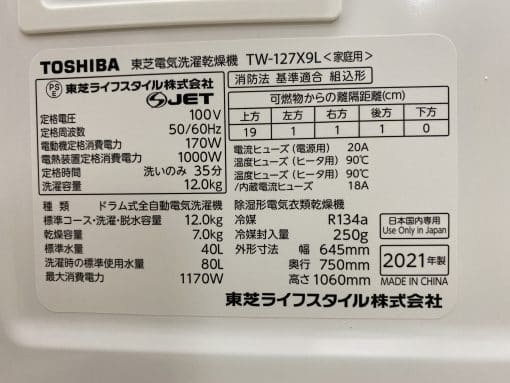 TOSHIBA 東芝電気洗濯乾燥機 TW-127X9L<家庭用>
PSE 東芝ライフスタイル株式会社
JET
定格電圧 100V
定格周波数 50/60Hz
電動機定格消費電力 170W
電熱装置定格消費電力 1000W
定格時間 洗いのみ 35分
洗濯容量 12.0kg
消防法 基準適合 組込形
可燃物からの離隔距離(cm)
上方 左方 右方 後方 下方
19 1 1 1 0
電流ヒューズ(電源用) 20A
温度ヒューズ(ヒータ用) 90℃
温度ヒューズ(ヒータ用) 90℃
/内蔵電流ヒューズ 18A
種類 ドラム式全自動電気洗濯機
標準コース・洗濯・脱水容量 12.0kg
乾燥容量 7.0kg
標準水量 40L
洗濯時の標準使用水量 80L
最大消費電力 1170W
除湿形電気衣類乾燥機
冷媒 R134a
冷媒封入量 250g
外形寸法 幅 645mm
奥行 750mm
高さ 1060mm
日本国内専用
Use Only in Japan
2021年製
MADE IN CHINA
東芝ライフスタイル株式会社